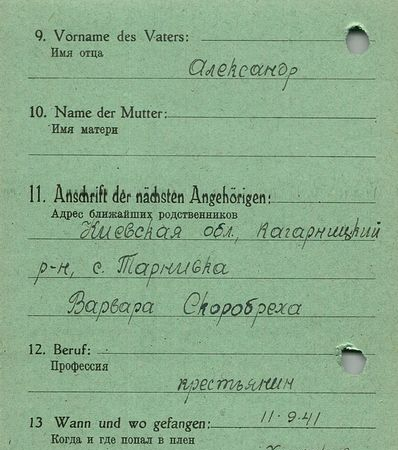 9. Vorname des Vaters:
Имя отца
Александр
10. Name der Mutter:
Имя матери
11. Anschrift der nächsten Angehörigen:
Адрес ближайших родственников
Киевская обл., Кагарницкий
р-н, с. Тарнивка
Варвара Скоробреха
12. Beruf:
Профессия
крестьянин
13 Wann und wo gefangen: 11.9.41
Когда и где попал в плен